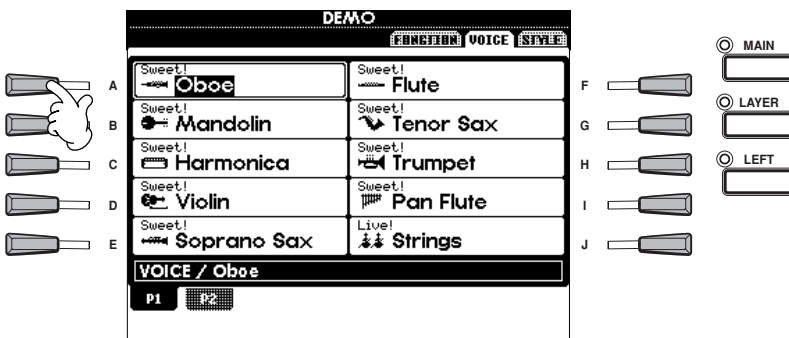 DEMO
FUNCTION VOICE STYLE
MAIN
A Sweet! Oboe Sweet! Flute F
LAYER
B Sweet! Mandolin Sweet! Tenor Sax G
LEFT
C Sweet! Harmonica Sweet! Trumpet H
D Sweet! Violin Sweet! Pan Flute I
E Sweet! Soprano Sax Live! Strings J
VOICE / Oboe
P1 P2